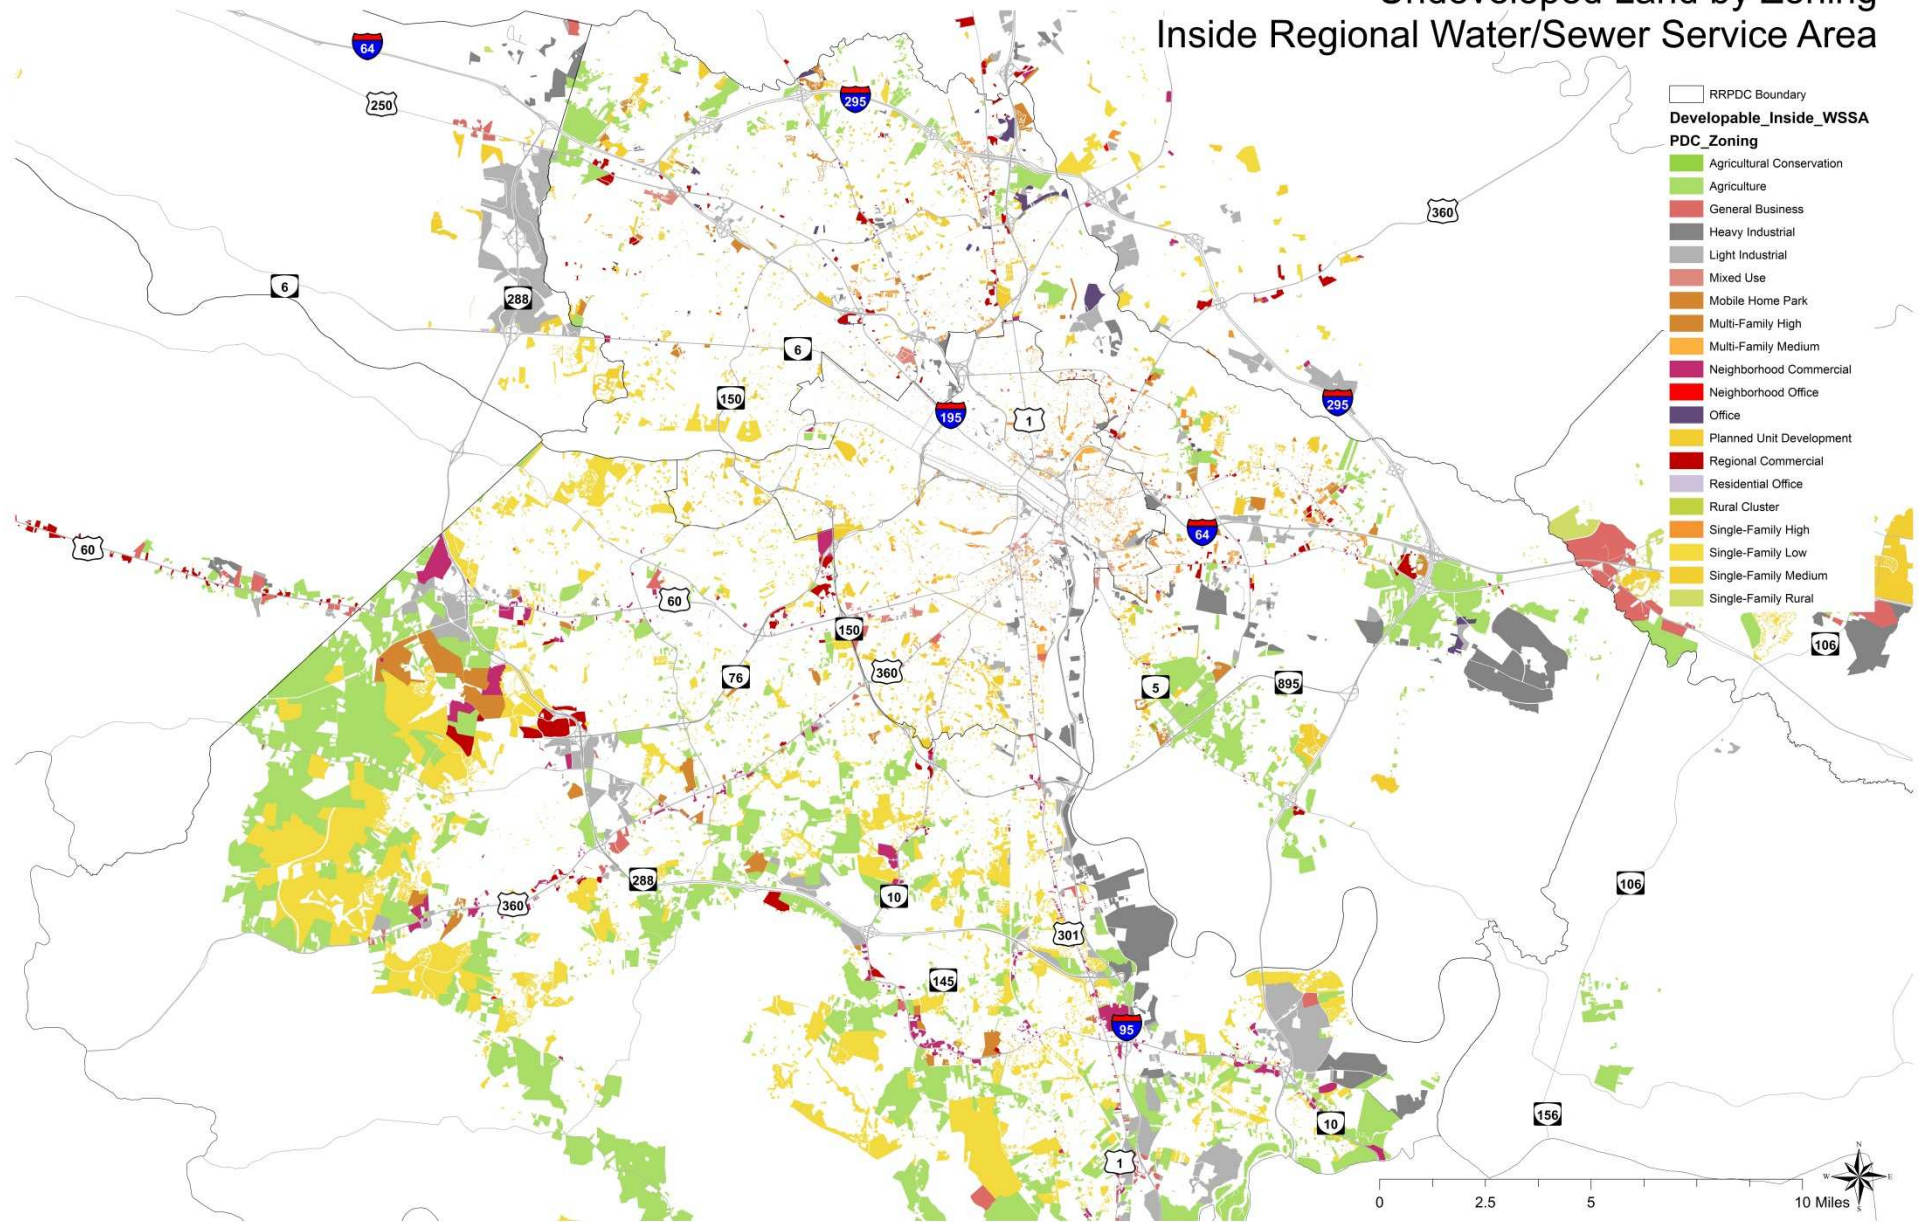 Undeveloped Land by Zoning
Inside Regional Water/Sewer Service Area
RRPDC Boundary
Developable_Inside_WSSA
PDC_Zoning
Agricultural Conservation
Agriculture
General Business
Heavy Industrial
Light Industrial
Mixed Use
Mobile Home Park
Multi-Family High
Multi-Family Medium
Neighborhood Commercial
Neighborhood Office
Office
Planned Unit Development
Regional Commercial
Residential Office
Rural Cluster
Single-Family High
Single-Family Low
Single-Family Medium
Single-Family Rural
64
250
295
360
6
288
6
150
195
1
295
60
64
60
150
106
76
360
5
895
288
10
360
106
301
145
95
10
156
1
N
W
E
S
0
2.5
5
10 Miles